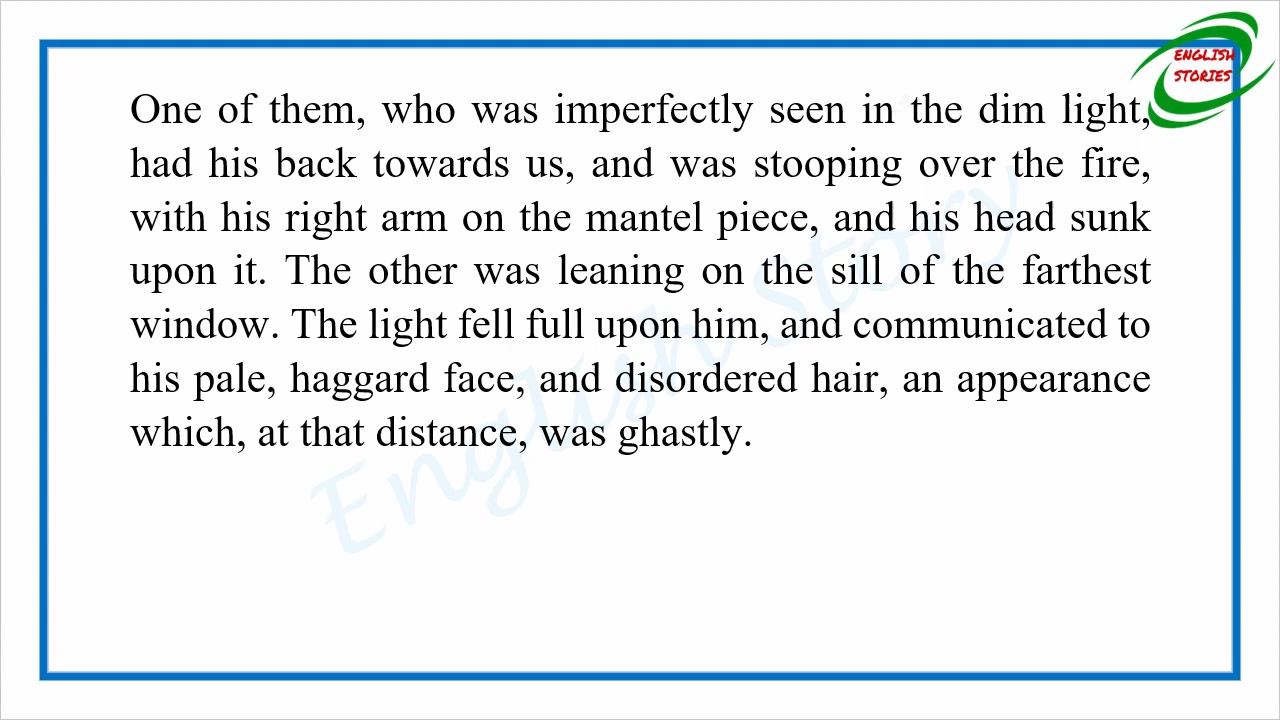 ENGLISH
STORIES
One of them, who was imperfectly seen in the dim light,
had his back towards us, and was stooping over the fire,
with his right arm on the mantel piece, and his head sunk
upon it. The other was leaning on the sill of the farthest
window. The light fell full upon him, and communicated to
his pale, haggard face, and disordered hair, an appearance
which, at that distance, was ghastly.
English Story